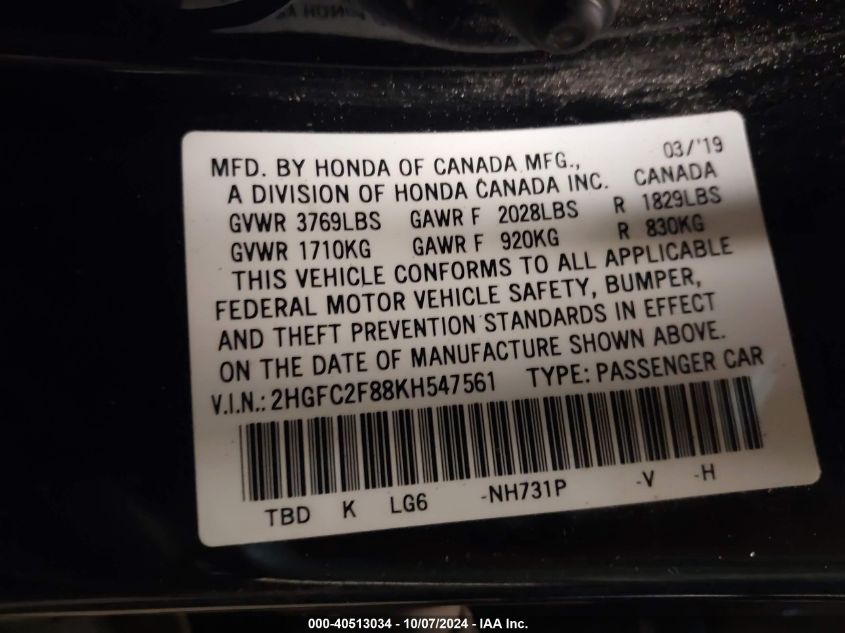 MFD. BY HONDA OF CANADA MFG., 03/'19
A DIVISION OF HONDA CANADA INC. CANADA
GVWR 3769LBS GAWR F 2028LBS R 1829LBS
GVWR 1710KG GAWR F 920KG R 830KG
THIS VEHICLE CONFORMS TO ALL APPLICABLE
FEDERAL MOTOR VEHICLE SAFETY, BUMPER,
AND THEFT PREVENTION STANDARDS IN EFFECT
ON THE DATE OF MANUFACTURE SHOWN ABOVE.
V.I.N.: 2HGFC2F88KH547561 TYPE: PASSENGER CAR
TBD K LG6 -NH731P -V -H
000-40513034 - 10/07/2024 - IAA Inc.